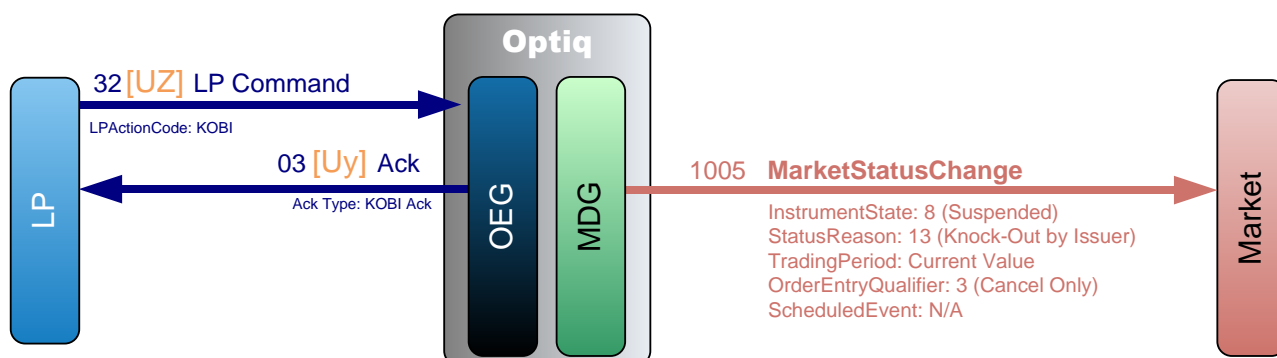 Optiq
32 [UZ] LP Command
LPActionCode: KOBI
03 [Uy] Ack
Ack Type: KOBI Ack
LP
OEG
MDG
1005 MarketStatusChange
InstrumentState: 8 (Suspended)
StatusReason: 13 (Knock-Out by Issuer)
TradingPeriod: Current Value
OrderEntryQualifier: 3 (Cancel Only)
ScheduledEvent: N/A
Market